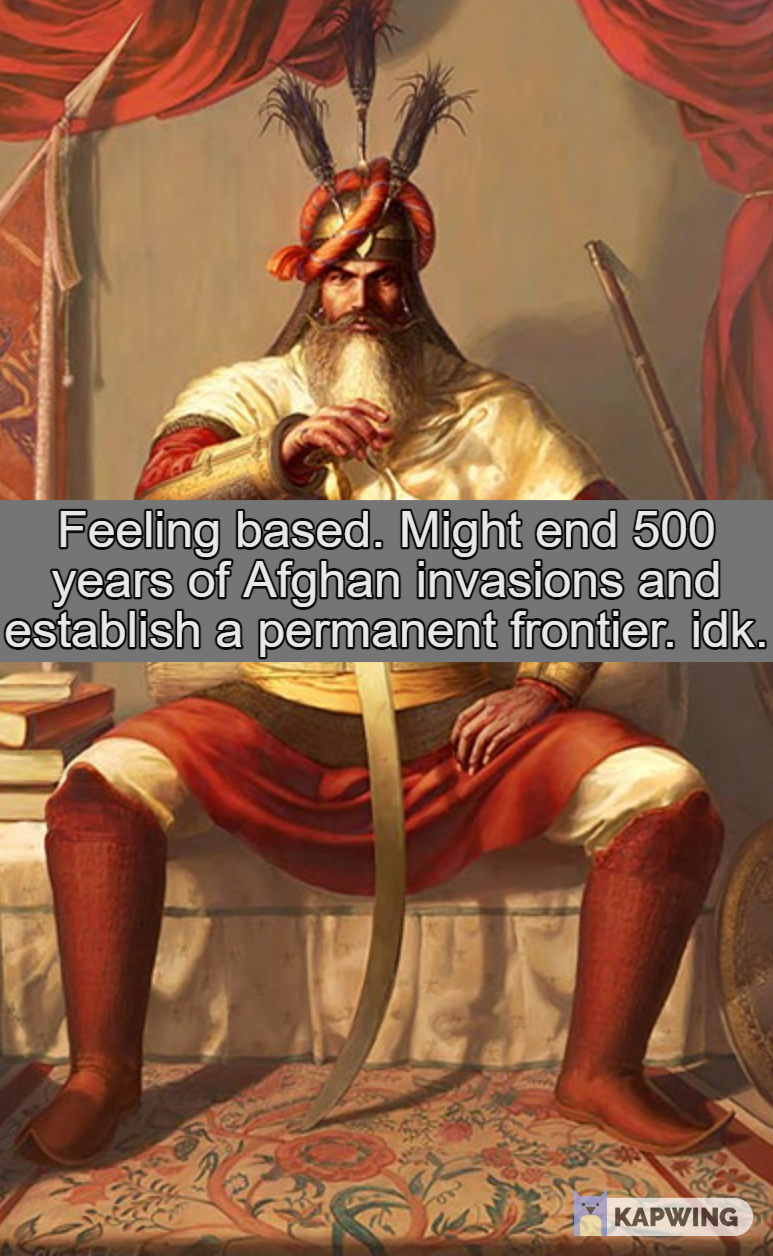 Feeling based. Might end 500
years of Afghan invasions and
establish a permanent frontier. idk.
KAPWING